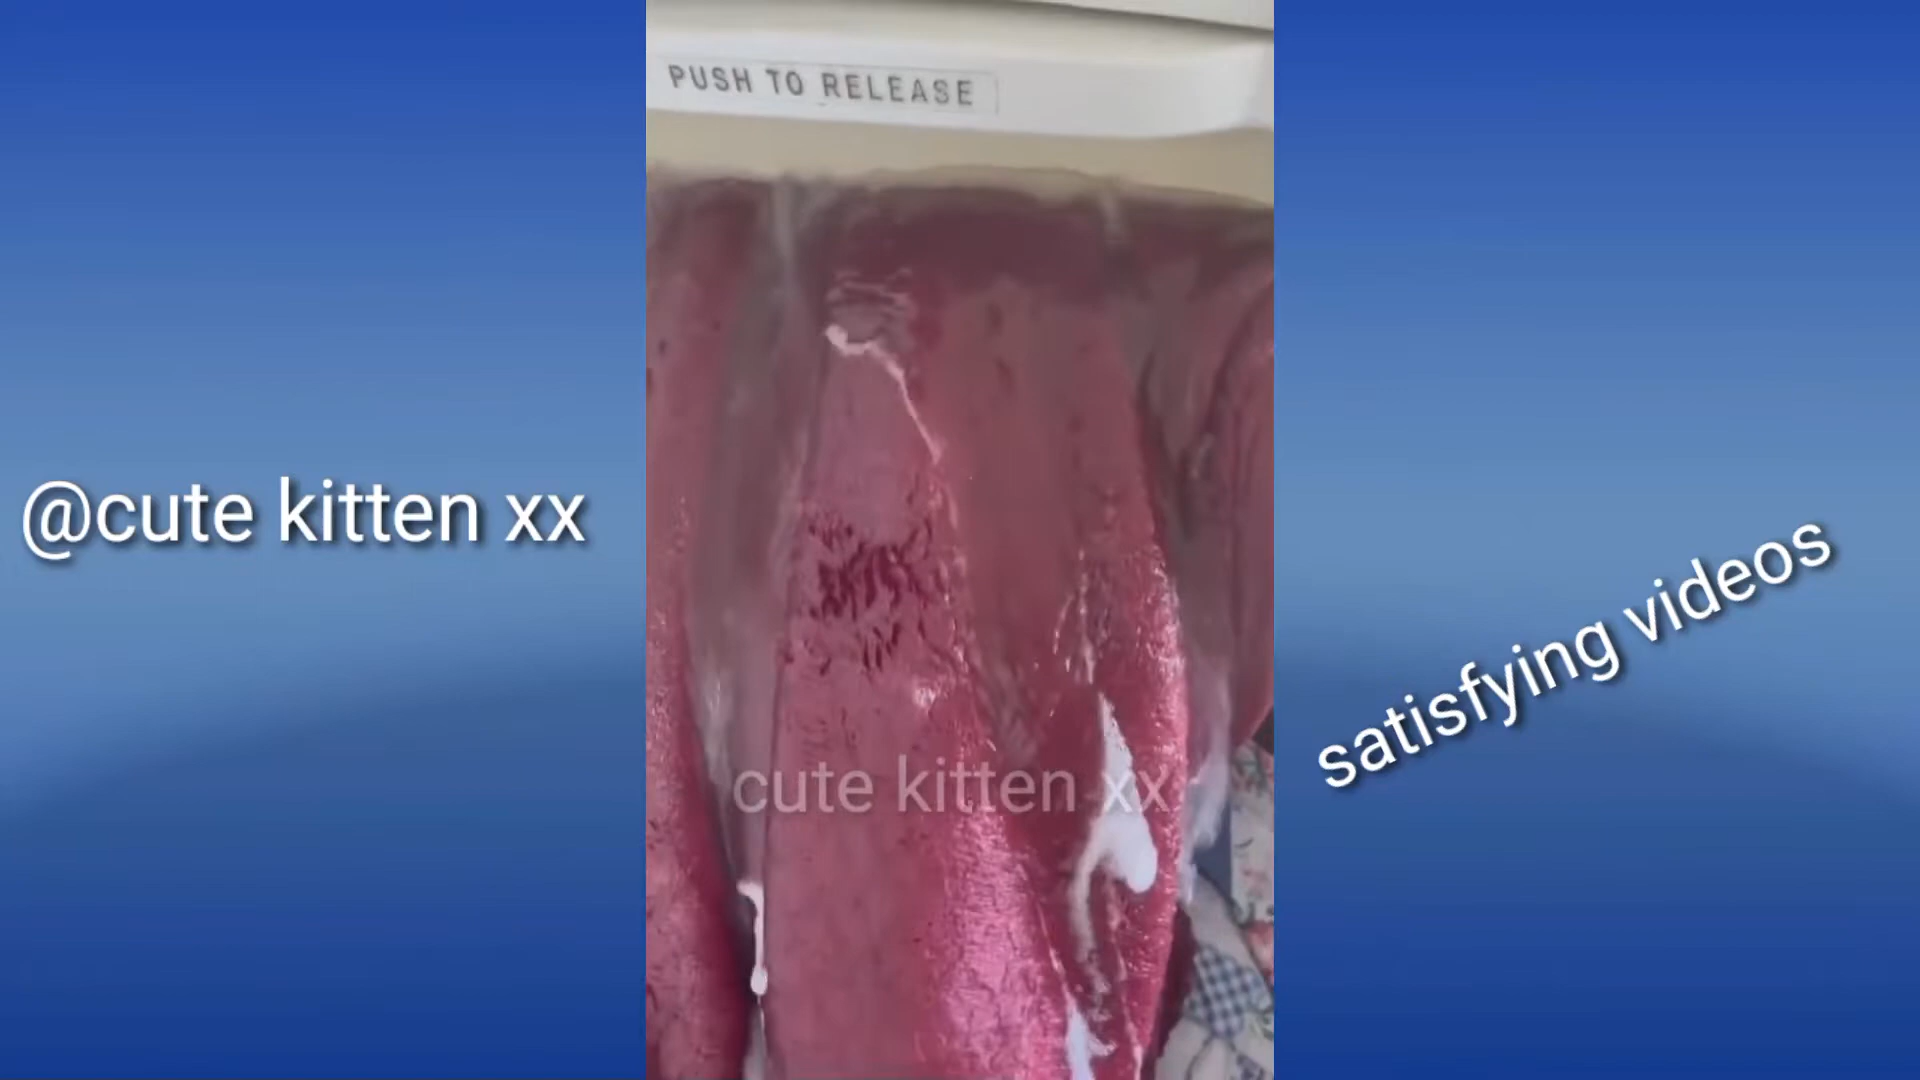 PUSH TO RELEASE
@cute kitten xx
satisfying videos
cute kitten xx